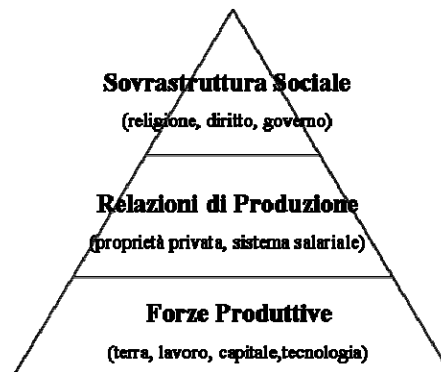 Sovrastruttura Sociale
(religione, diritto, governo)
Relazioni di Produzione
(proprietà privata, sistema salariale)
Forze Produttive
(terra, lavoro, capitale,tecnologia)